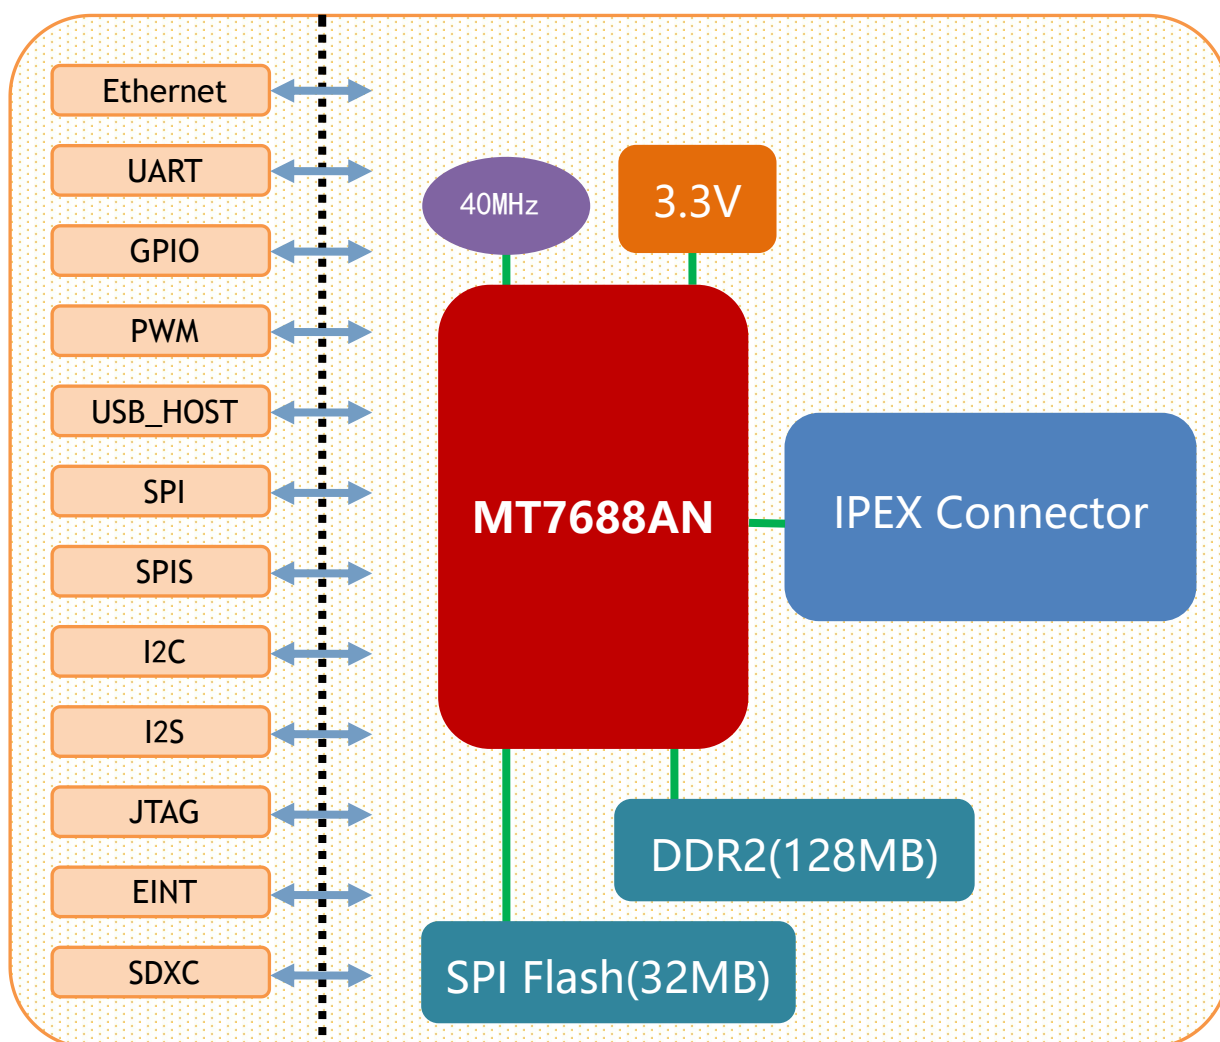 Ethernet
UART
GPIO
PWM
USB_HOST
SPI
SPIS
I2C
I2S
JTAG
EINT
SDXC
40MHz
3.3V
MT7688AN
IPEX Connector
DDR2(128MB)
SPI Flash(32MB)